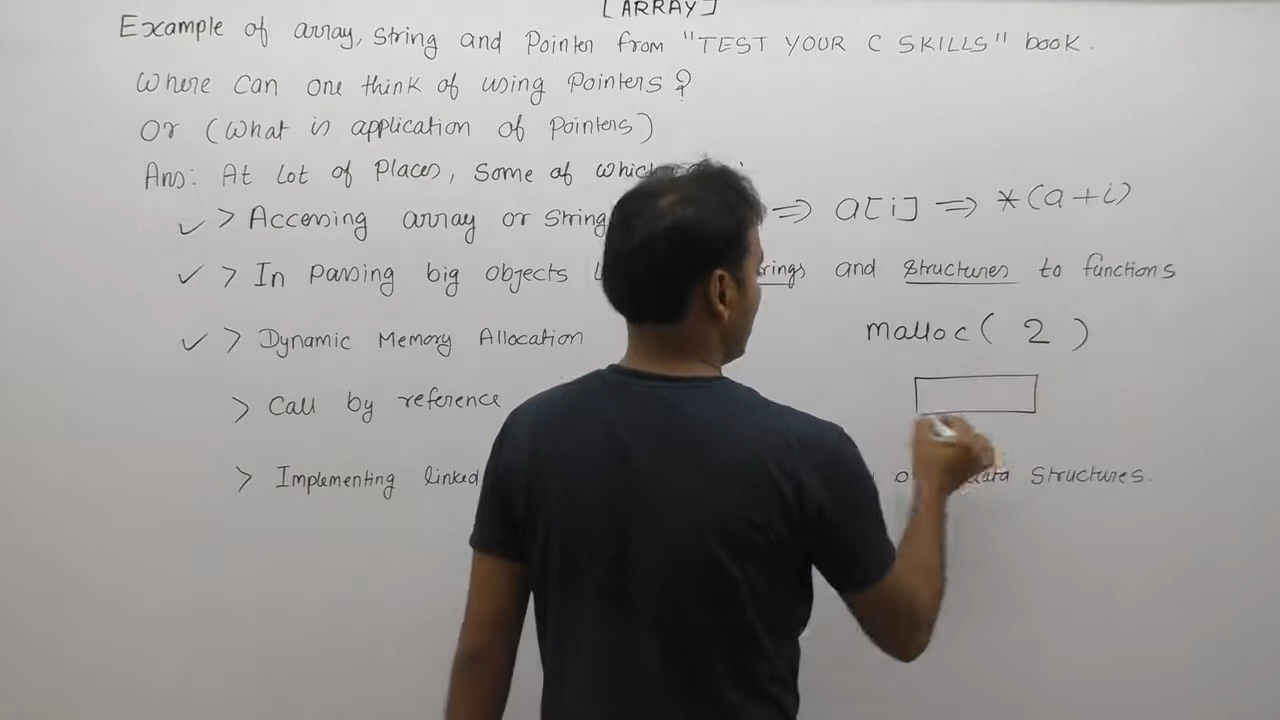 [ARRAY]
Example of array, String and Pointer from "TEST YOUR C SKILLS" book.
Where can one think of using Pointers?
Or (What is application of Pointers)
Ans: At Lot of Places, Some of which
✓ > Accessing array or String ⇒ a[i] ⇒ *(a+i)
✓ > In passing big objects and structures to functions
✓ > Dynamic Memory Allocation malloc( 2 )
> Call by reference
> Implementing linked data Structures.